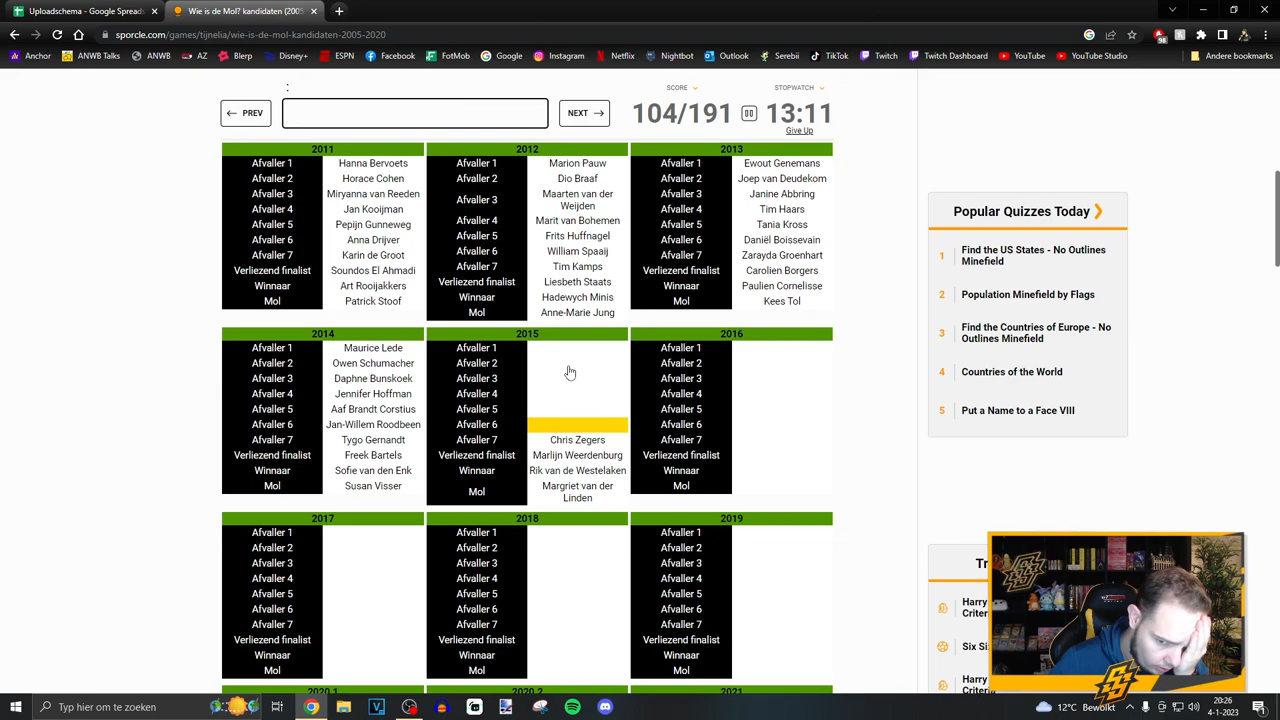 Uploadschema - Google Spreads
Wie is de Mol? kandidaten (2005
sporcle.com/games/tijnelia/wie-is-de-mol-kandidaten-2005-2020
98
Anchor ANWB Talks ANWB AZ Blerp Disney+ ESPN Facebook FotMob Google Instagram Netflix Nightbot Outlook Serebii TikTok Twitch Twitch Dashboard YouTube YouTube Studio Andere bookmarks
:
SCORE
STOPWATCH
PREV
NEXT
104/191
13:11
Give Up
2011
Afvaller 1 Hanna Bervoets
Afvaller 2 Horace Cohen
Afvaller 3 Miryanna van Reeden
Afvaller 4 Jan Kooijman
Afvaller 5 Pepijn Gunneweg
Afvaller 6 Anna Drijver
Afvaller 7 Karin de Groot
Verliezend finalist Soundos El Ahmadi
Winnaar Art Rooijakkers
Mol Patrick Stoof
2012
Afvaller 1 Marion Pauw
Afvaller 2 Dio Braaf
Afvaller 3 Maarten van der
Weijden
Afvaller 4 Marit van Bohemen
Afvaller 5 Frits Huffnagel
Afvaller 6 William Spaaij
Afvaller 7 Tim Kamps
Verliezend finalist Liesbeth Staats
Winnaar Hadewych Minis
Mol Anne-Marie Jung
2013
Afvaller 1 Ewout Genemans
Afvaller 2 Joep van Deudekom
Afvaller 3 Janine Abbring
Afvaller 4 Tim Haars
Afvaller 5 Tania Kross
Afvaller 6 Daniël Boissevain
Afvaller 7 Zarayda Groenhart
Verliezend finalist Carolien Borgers
Winnaar Paulien Cornelisse
Mol Kees Tol
2014
Afvaller 1 Maurice Lede
Afvaller 2 Owen Schumacher
Afvaller 3 Daphne Bunskoek
Afvaller 4 Jennifer Hoffman
Afvaller 5 Aaf Brandt Corstius
Afvaller 6 Jan-Willem Roodbeen
Afvaller 7 Tygo Gernandt
Verliezend finalist Freek Bartels
Winnaar Sofie van den Enk
Mol Susan Visser
2015
Afvaller 1
Afvaller 2
Afvaller 3
Afvaller 4
Afvaller 5
Afvaller 6
Afvaller 7 Chris Zegers
Verliezend finalist Marlijn Weerdenburg
Winnaar Rik van de Westelaken
Mol Margriet van der
Linden
2016
Afvaller 1
Afvaller 2
Afvaller 3
Afvaller 4
Afvaller 5
Afvaller 6
Afvaller 7
Verliezend finalist
Winnaar
Mol
2017
Afvaller 1
Afvaller 2
Afvaller 3
Afvaller 4
Afvaller 5
Afvaller 6
Afvaller 7
Verliezend finalist
Winnaar
Mol
2018
Afvaller 1
Afvaller 2
Afvaller 3
Afvaller 4
Afvaller 5
Afvaller 6
Afvaller 7
Verliezend finalist
Winnaar
Mol
2019
Afvaller 1
Afvaller 2
Afvaller 3
Afvaller 4
Afvaller 5
Afvaller 6
Afvaller 7
Verliezend finalist
Winnaar
Mol
2020.1
2020.2
2021
Popular Quizzes Today
1 Find the US States - No Outlines
Minefield
2 Population Minefield by Flags
3 Find the Countries of Europe - No
Outlines Minefield
4 Countries of the World
5 Put a Name to a Face VIII
Tr
Harry
Criter
Six Si
Harry
Criter
Typ hier om te zoeken
12°C Bewolkt
20:26
4-1-2023